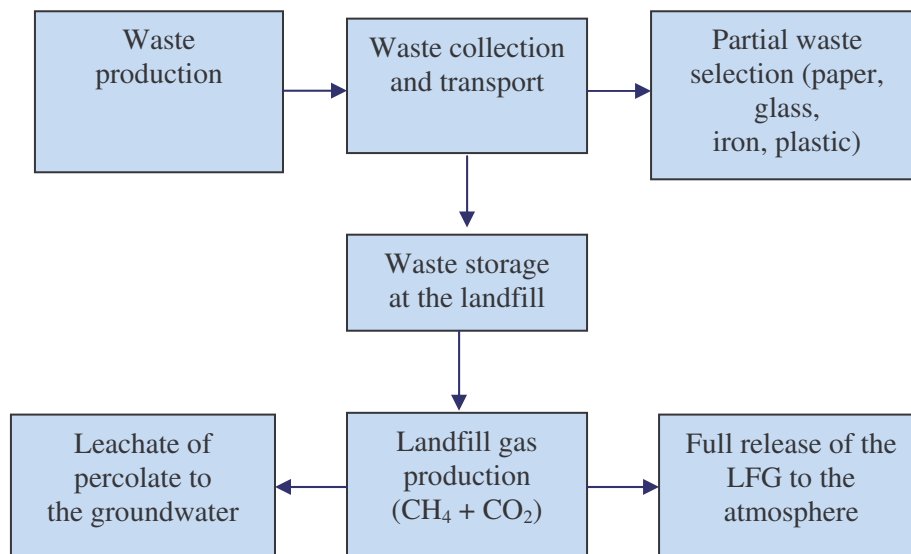 Waste
production
Waste collection
and transport
Partial waste
selection (paper,
glass,
iron, plastic)
Waste storage
at the landfill
Leachate of
percolate to
the groundwater
Landfill gas
production
(CH₄ + CO₂)
Full release of the
LFG to the
atmosphere